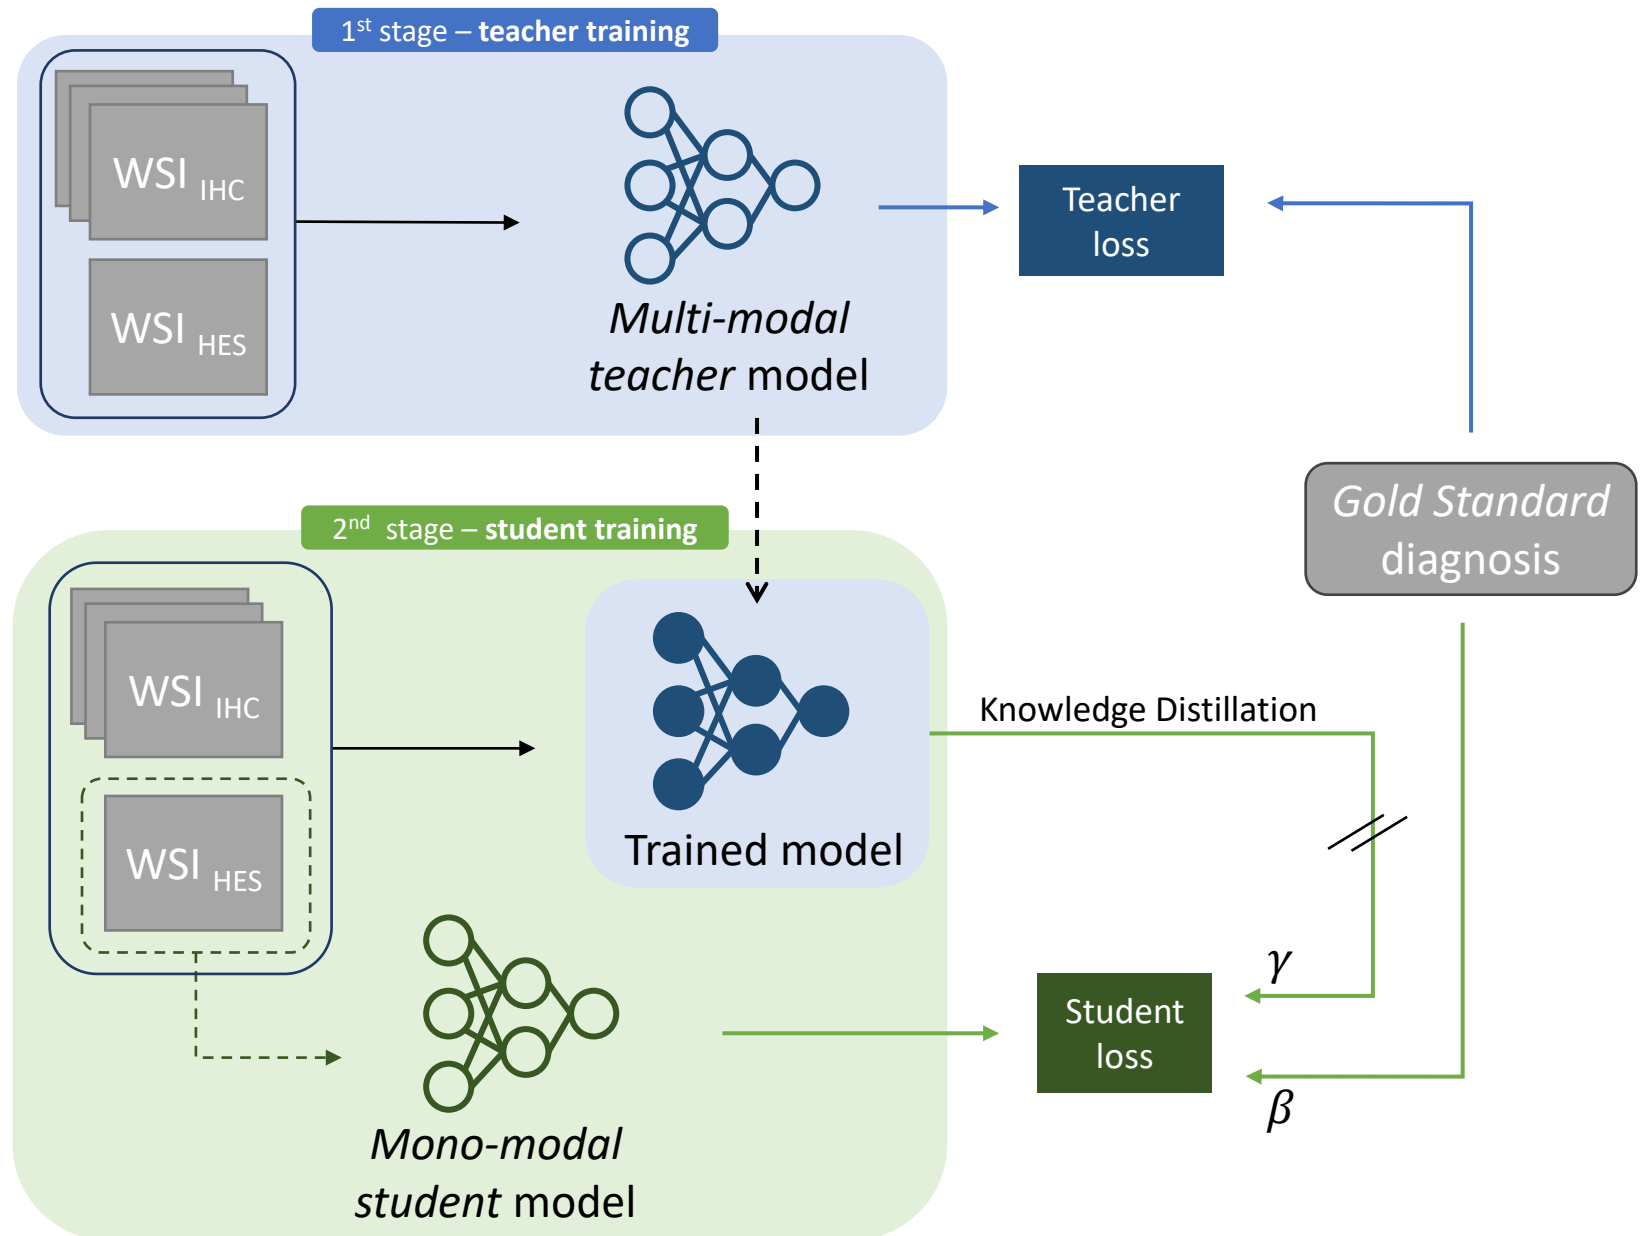 1st stage – teacher training
WSI IHC
WSI HES
Multi-modal
teacher model
Teacher
loss
Gold Standard
diagnosis
2nd stage – student training
WSI IHC
WSI HES
Trained model
Knowledge Distillation
γ
β
Student
loss
Mono-modal
student model